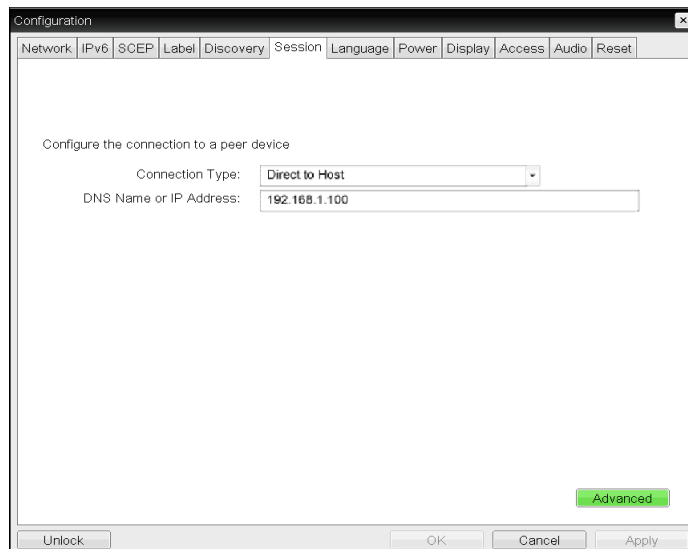 Configuration
Network IPv6 SCEP Label Discovery Session Language Power Display Access Audio Reset
Configure the connection to a peer device
Connection Type: Direct to Host
DNS Name or IP Address: 192.168.1.100
Advanced
Unlock OK Cancel Apply